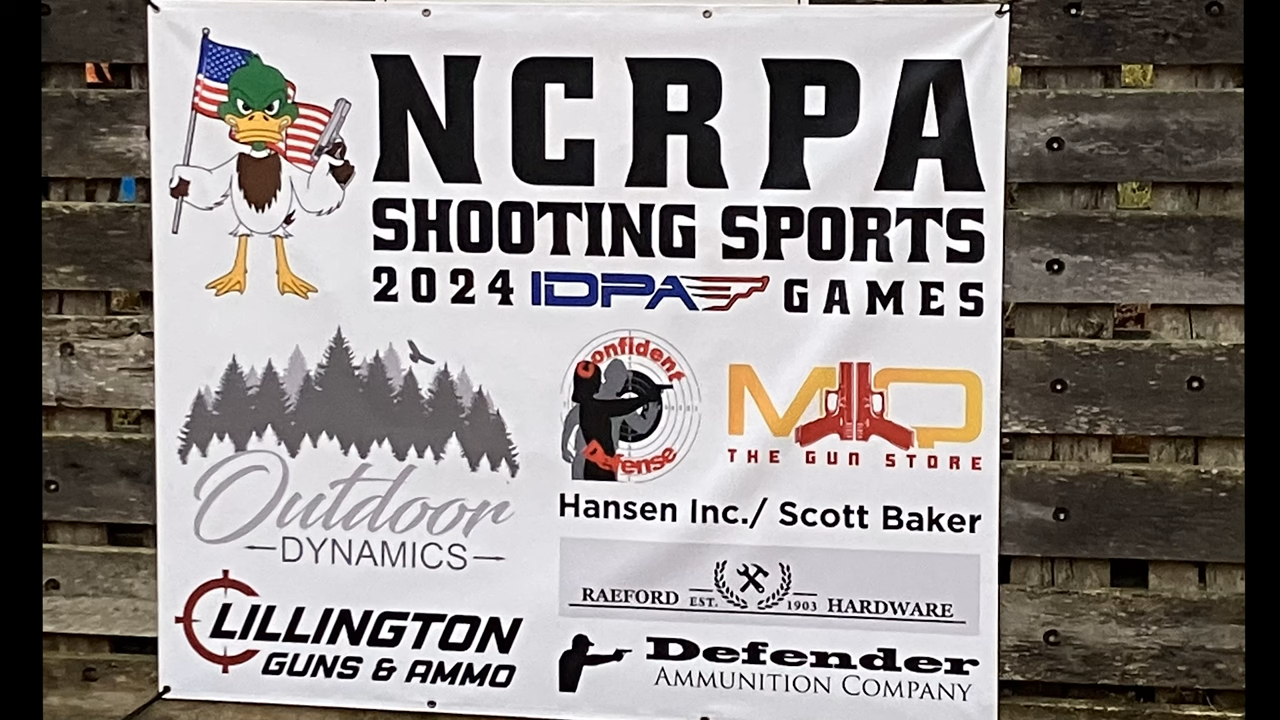 NCRPA
SHOOTING SPORTS
2024 IDPA GAMES
Confident
Defense
MQ
THE GUN STORE
Outdoor
DYNAMICS
Hansen Inc./ Scott Baker
RAEFORD EST. 1903 HARDWARE
LILLINGTON
GUNS & AMMO
Defender
AMMUNITION COMPANY